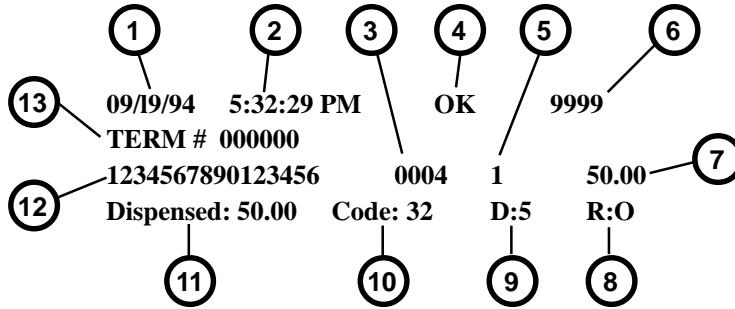 1 2 3 4 5 6
09/l9/94 5:32:29 PM OK 9999
13
TERM # 000000
1234567890123456 0004 1 50.00 7
12
Dispensed: 50.00 Code: 32 D:5 R:O
11 10 9 8